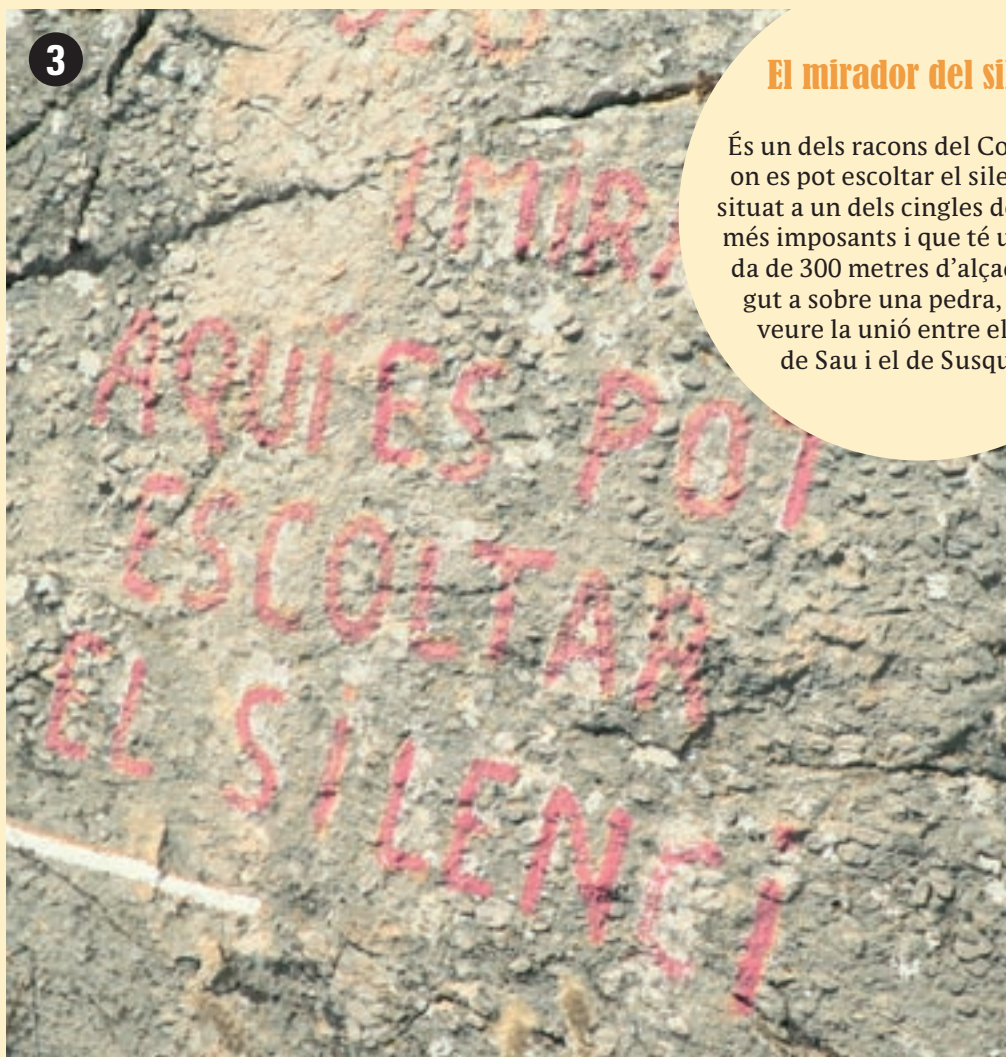 3
El mirador del si
És un dels racons del Co
on es pot escoltar el sile
situat a un dels cingles de
més imposants i que té u
da de 300 metres d'alça
gut a sobre una pedra,
veure la unió entre el
de Sau i el de Susqu
I MIRA
AQUÍ ES POT
ESCOLTAR
EL SiLENCi